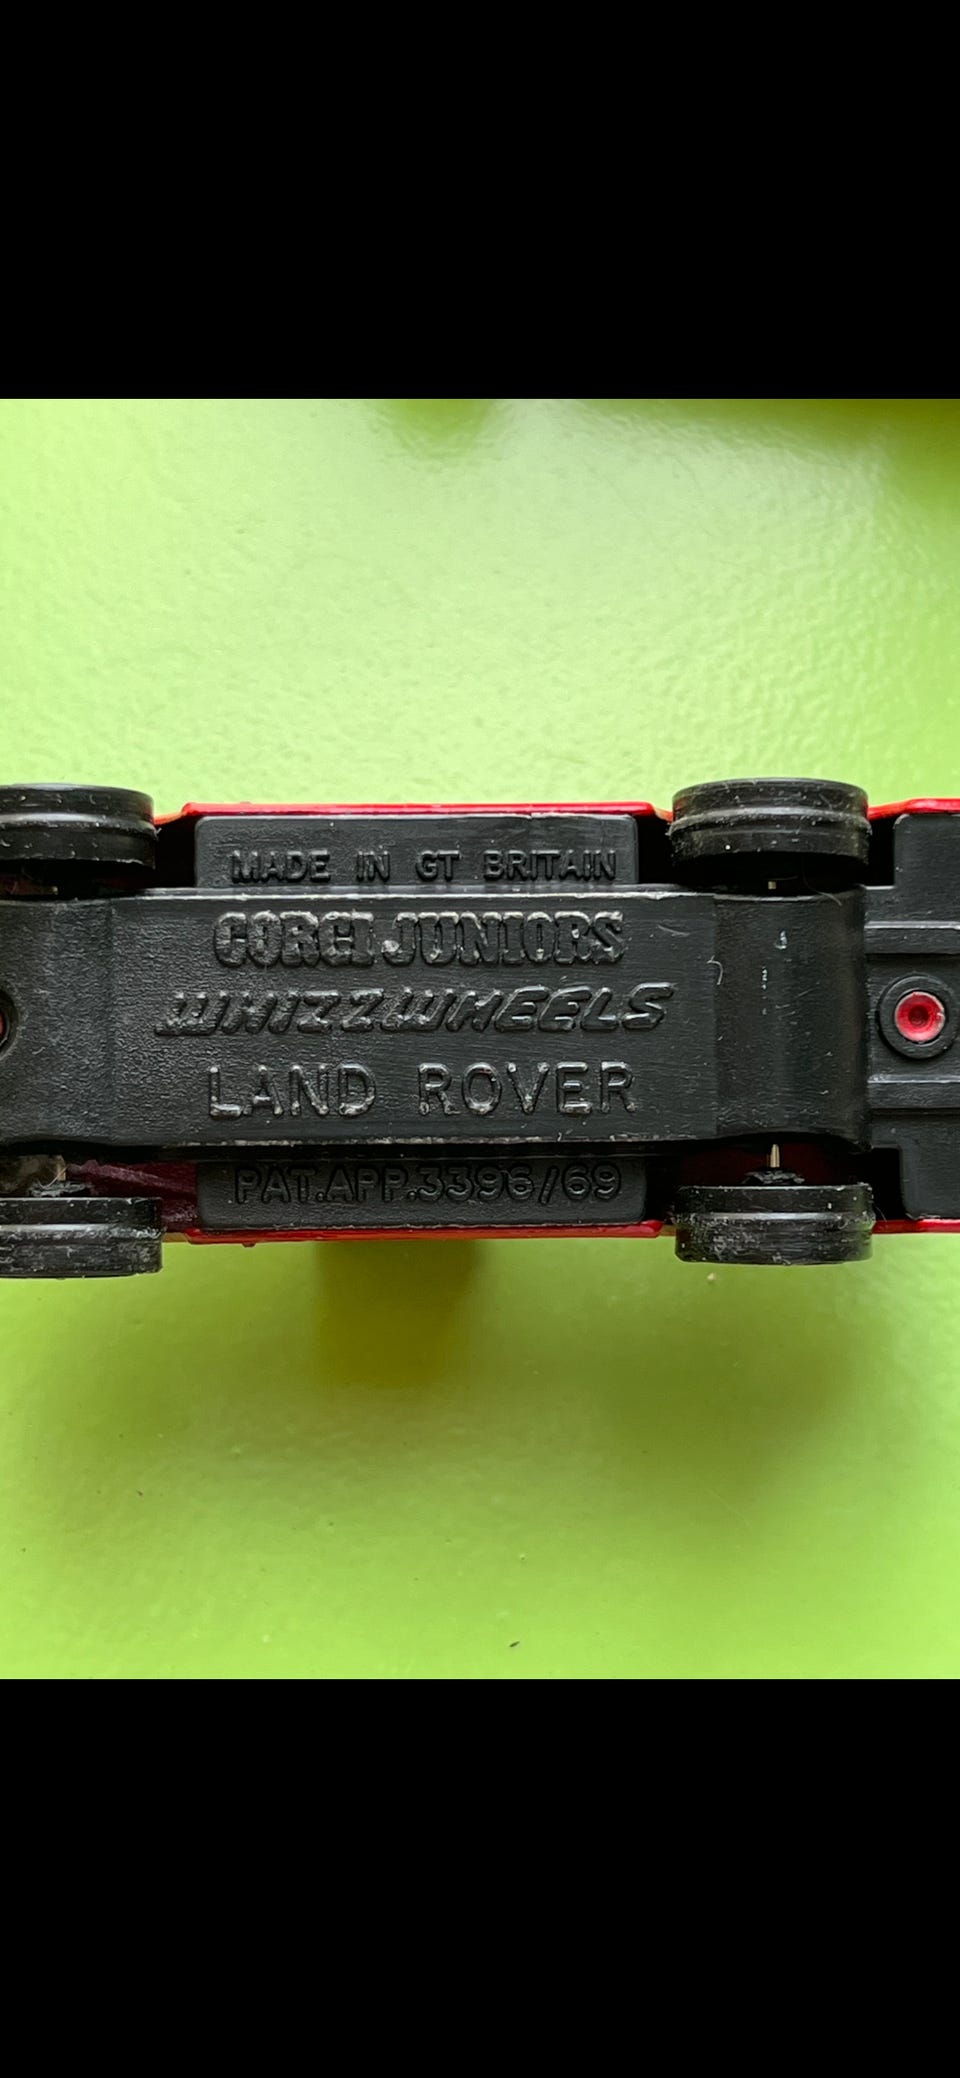 MADE IN GT BRITAIN
CORGI JUNIORS
WHIZZWHEELS
LAND ROVER
PAT.APP.3396/69